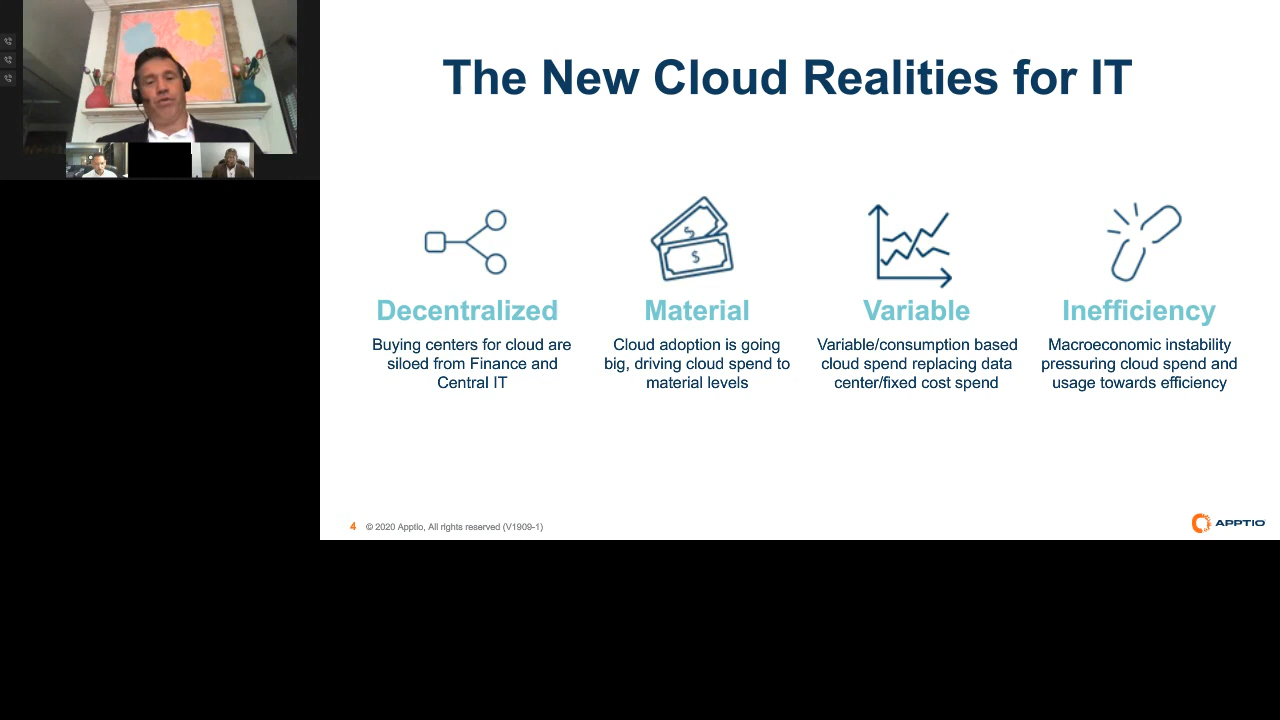 The New Cloud Realities for IT
Decentralized
Buying centers for cloud are
siloed from Finance and
Central IT
Material
Cloud adoption is going
big, driving cloud spend to
material levels
Variable
Variable/consumption based
cloud spend replacing data
center/fixed cost spend
Inefficiency
Macroeconomic instability
pressuring cloud spend and
usage towards efficiency
4 © 2020 Apptio, All rights reserved (V1909-1)
APPTIO